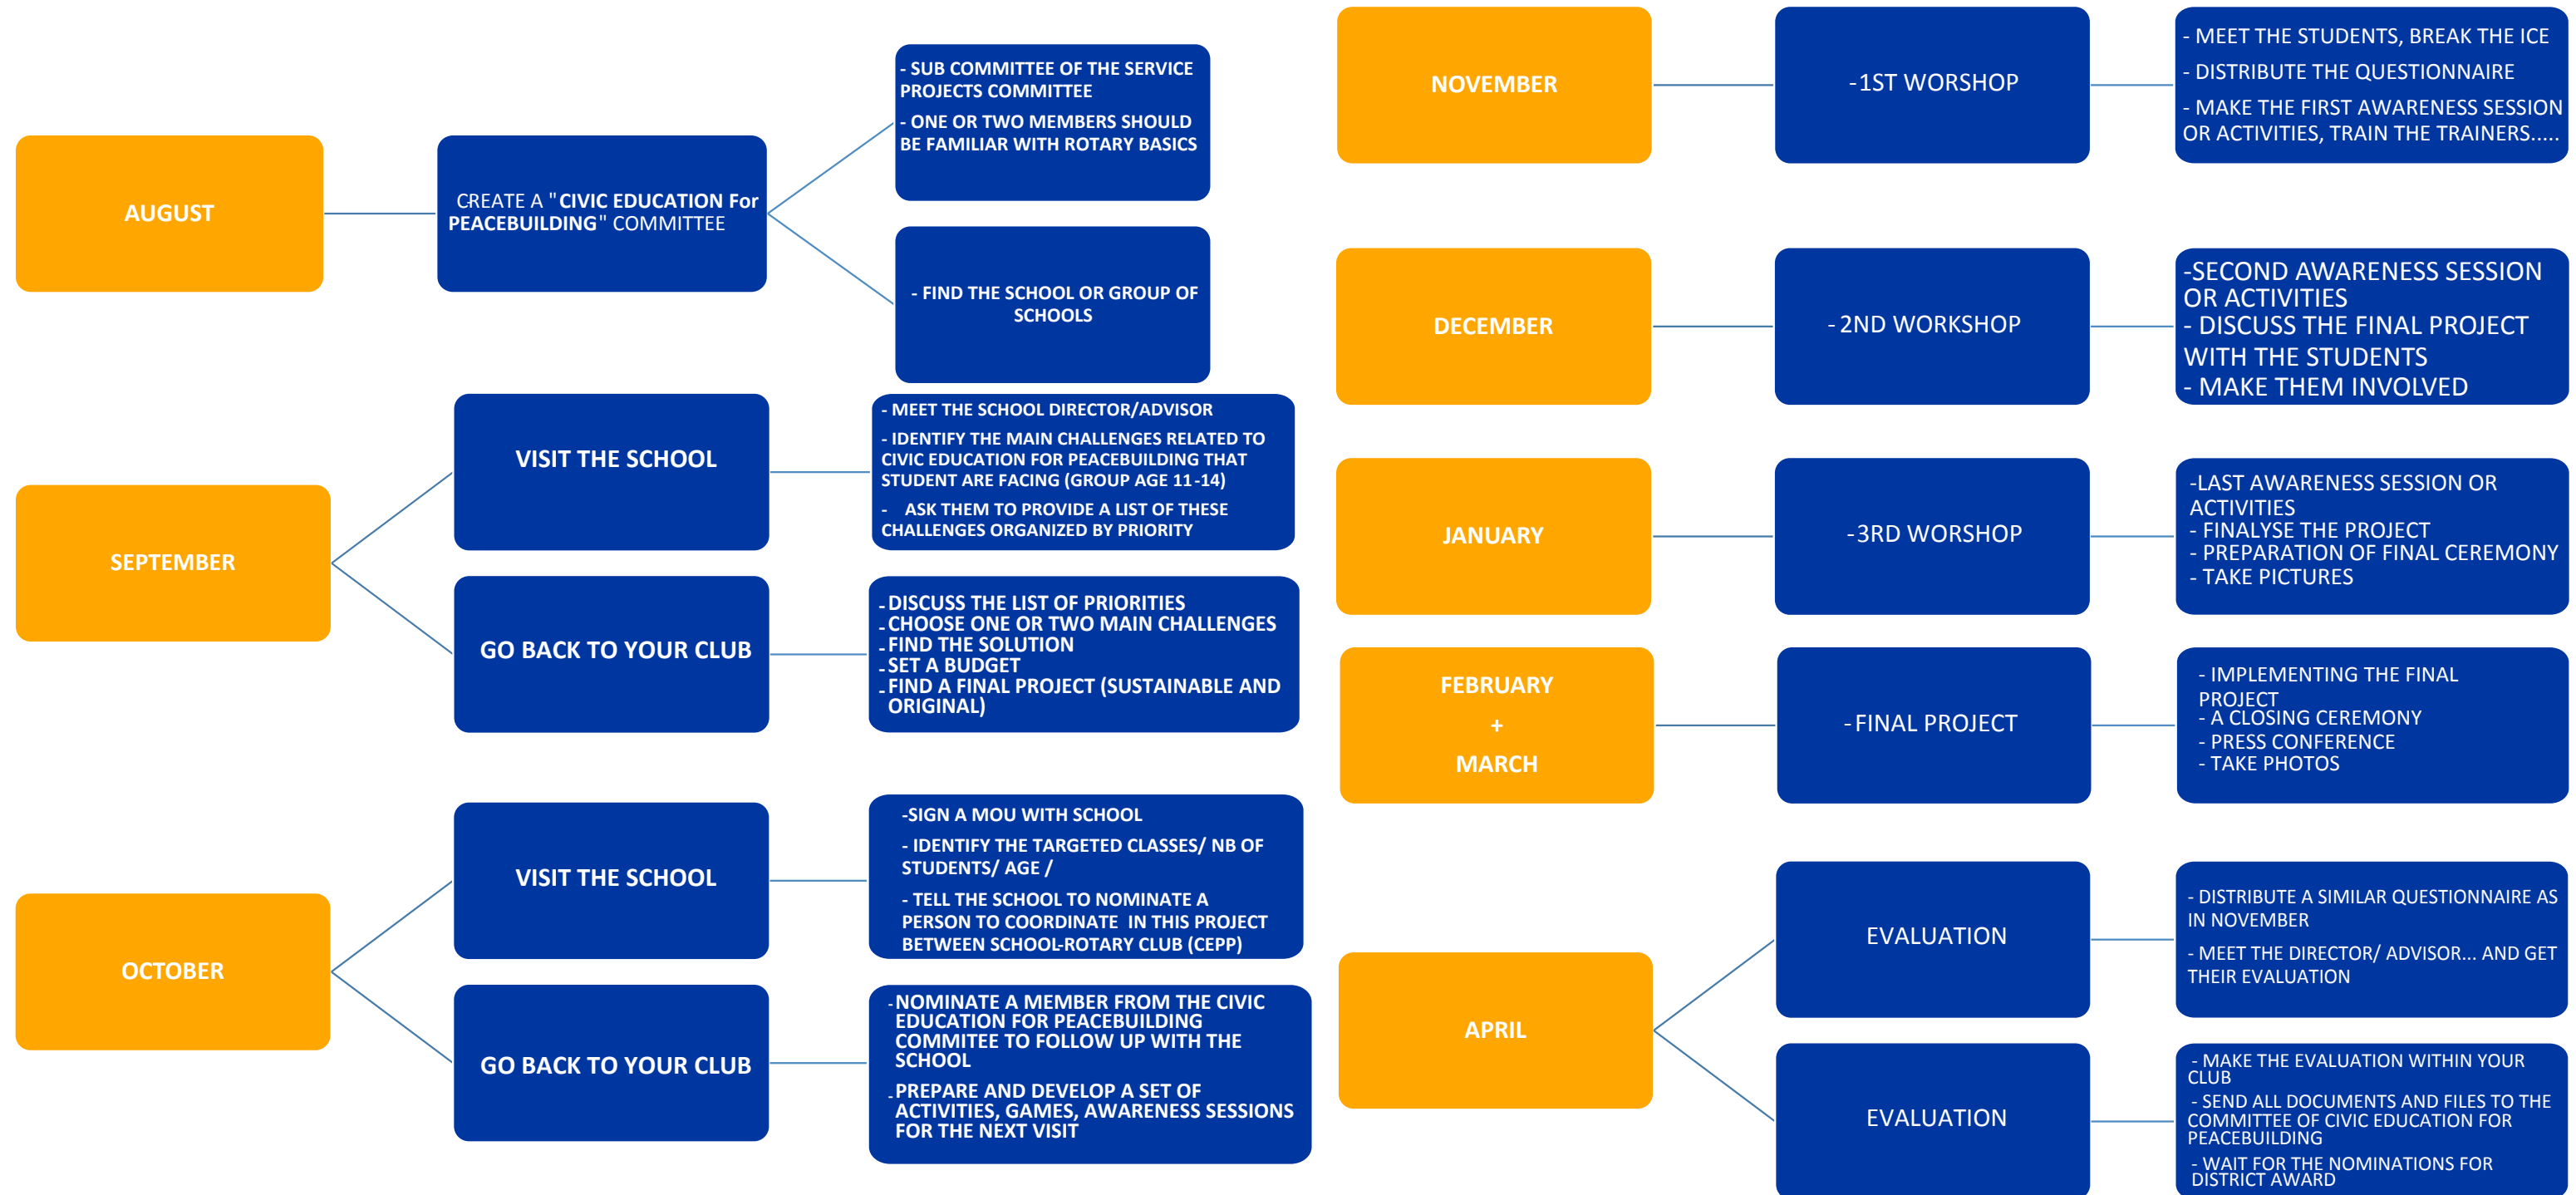 AUGUST
CREATE A "CIVIC EDUCATION For
PEACEBUILDING" COMMITTEE
- SUB COMMITTEE OF THE SERVICE
PROJECTS COMMITTEE
- ONE OR TWO MEMBERS SHOULD
BE FAMILIAR WITH ROTARY BASICS
- FIND THE SCHOOL OR GROUP OF
SCHOOLS
SEPTEMBER
VISIT THE SCHOOL
- MEET THE SCHOOL DIRECTOR/ADVISOR
- IDENTIFY THE MAIN CHALLENGES RELATED TO
CIVIC EDUCATION FOR PEACEBUILDING THAT
STUDENT ARE FACING (GROUP AGE 11-14)
- ASK THEM TO PROVIDE A LIST OF THESE
CHALLENGES ORGANIZED BY PRIORITY
GO BACK TO YOUR CLUB
- DISCUSS THE LIST OF PRIORITIES
- CHOOSE ONE OR TWO MAIN CHALLENGES
- FIND THE SOLUTION
- SET A BUDGET
- FIND A FINAL PROJECT (SUSTAINABLE AND
ORIGINAL)
OCTOBER
VISIT THE SCHOOL
-SIGN A MOU WITH SCHOOL
- IDENTIFY THE TARGETED CLASSES/ NB OF
STUDENTS/ AGE /
- TELL THE SCHOOL TO NOMINATE A
PERSON TO COORDINATE IN THIS PROJECT
BETWEEN SCHOOL-ROTARY CLUB (CEPP)
GO BACK TO YOUR CLUB
- NOMINATE A MEMBER FROM THE CIVIC
EDUCATION FOR PEACEBUILDING
COMMITEE TO FOLLOW UP WITH THE
SCHOOL
- PREPARE AND DEVELOP A SET OF
ACTIVITIES, GAMES, AWARENESS SESSIONS
FOR THE NEXT VISIT
NOVEMBER
-1ST WORSHOP
- MEET THE STUDENTS, BREAK THE ICE
- DISTRIBUTE THE QUESTIONNAIRE
- MAKE THE FIRST AWARENESS SESSION
OR ACTIVITIES, TRAIN THE TRAINERS.....
DECEMBER
- 2ND WORKSHOP
-SECOND AWARENESS SESSION
OR ACTIVITIES
- DISCUSS THE FINAL PROJECT
WITH THE STUDENTS
- MAKE THEM INVOLVED
JANUARY
-3RD WORSHOP
-LAST AWARENESS SESSION OR
ACTIVITIES
- FINALYSE THE PROJECT
- PREPARATION OF FINAL CEREMONY
- TAKE PICTURES
FEBRUARY
+
MARCH
-FINAL PROJECT
- IMPLEMENTING THE FINAL
PROJECT
- A CLOSING CEREMONY
- PRESS CONFERENCE
- TAKE PHOTOS
APRIL
EVALUATION
- DISTRIBUTE A SIMILAR QUESTIONNAIRE AS
IN NOVEMBER
- MEET THE DIRECTOR/ ADVISOR... AND GET
THEIR EVALUATION
EVALUATION
- MAKE THE EVALUATION WITHIN YOUR
CLUB
- SEND ALL DOCUMENTS AND FILES TO THE
COMMITTEE OF CIVIC EDUCATION FOR
PEACEBUILDING
- WAIT FOR THE NOMINATIONS FOR
DISTRICT AWARD